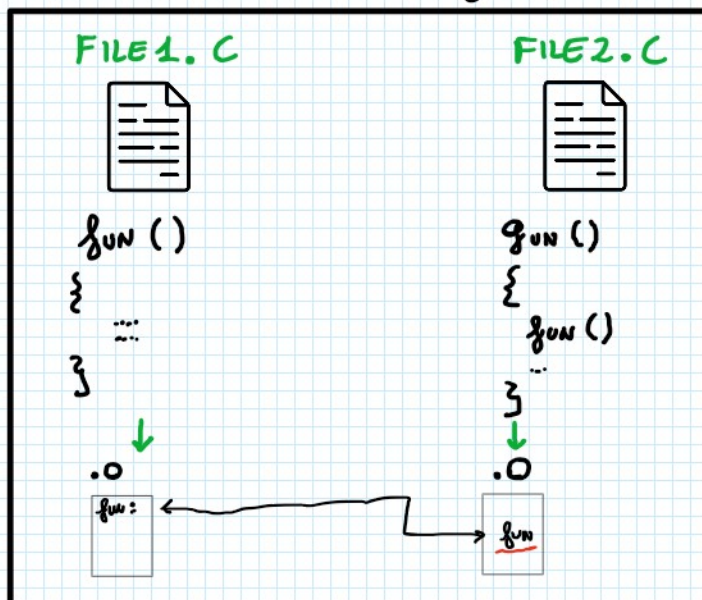 FILE1.C
fun ()
{
....
....
}
.O
fun:
FILE2.C
gun ()
{
fun ()
...
}
.O
fun